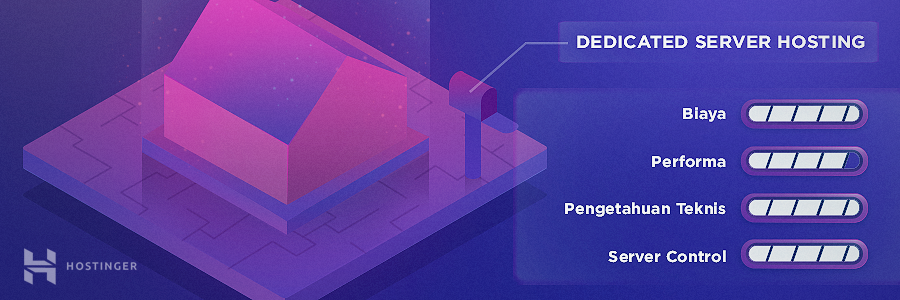 DEDICATED SERVER HOSTING
Biaya
Performa
Pengetahuan Teknis
Server Control
HOSTINGER